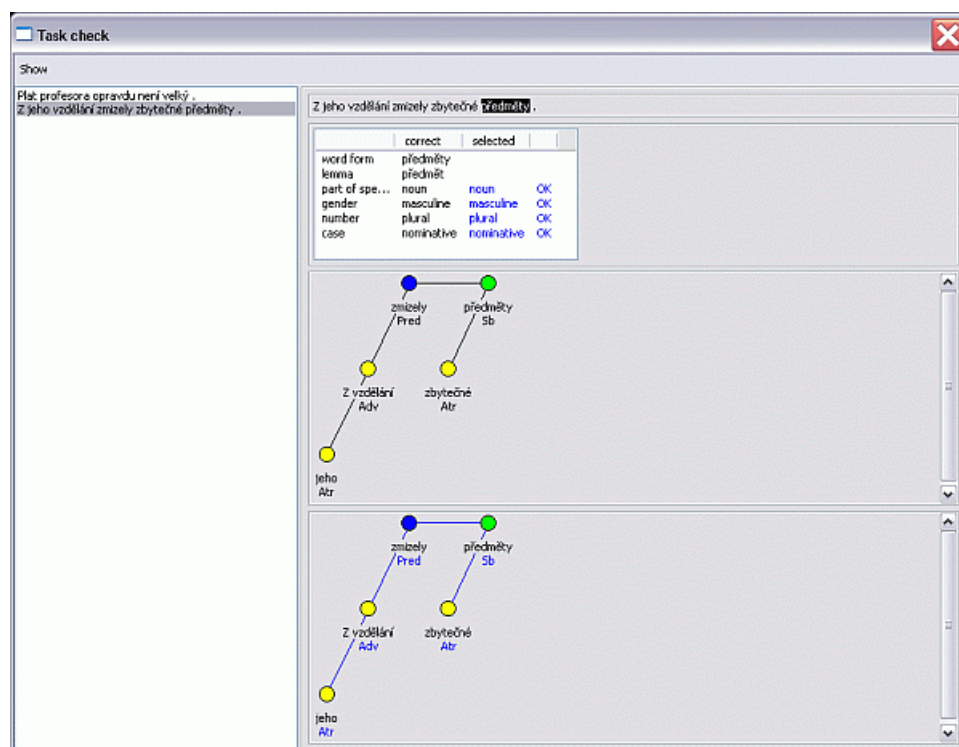 Task check
Show
Plat profesora opravdu není velký .
Z jeho vzdělání zmizely zbytečné předměty .
Z jeho vzdělání zmizely zbytečné předměty .
correct selected
word form předměty
lemma předmět
part of spe... noun noun OK
gender masculine masculine OK
number plural plural OK
case nominative nominative OK
zmizely předměty
Pred Sb
Z vzdělání zbytečné
Adv Atr
jeho
Atr
zmizely předměty
Pred Sb
Z vzdělání zbytečné
Adv Atr
jeho
Atr